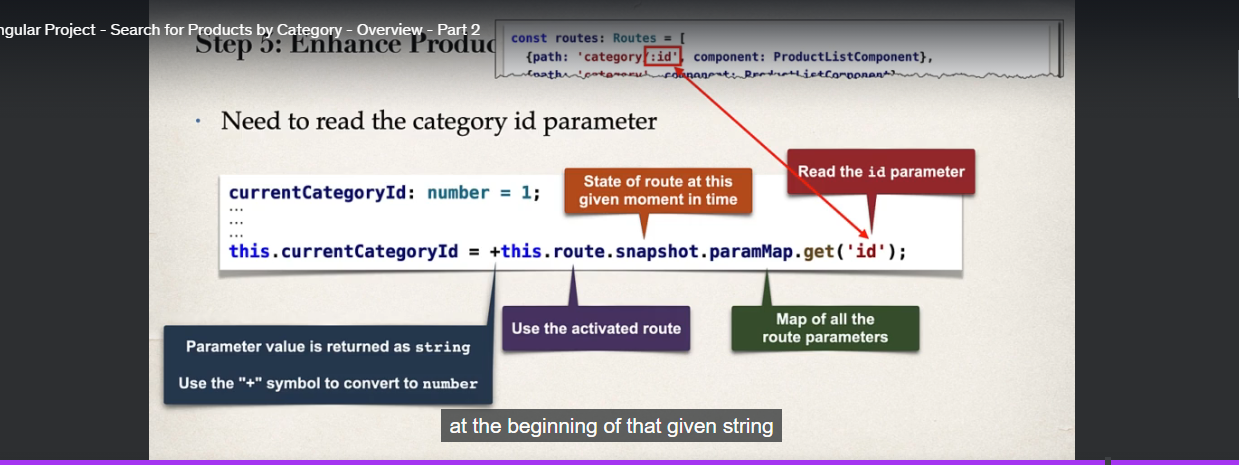 ngular Project - Search for Products by Category - Overview - Part 2
Step 5: Enhance Produc
const routes: Routes = [
{path: 'category/:id', component: ProductListComponent},
{path: 'category', component: ProductListComponent},
• Need to read the category id parameter
Read the id parameter
State of route at this
given moment in time
currentCategoryId: number = 1;
...
...
...
this.currentCategoryId = +this.route.snapshot.paramMap.get('id');
Use the activated route
Map of all the
route parameters
Parameter value is returned as string
Use the "+" symbol to convert to number
at the beginning of that given string